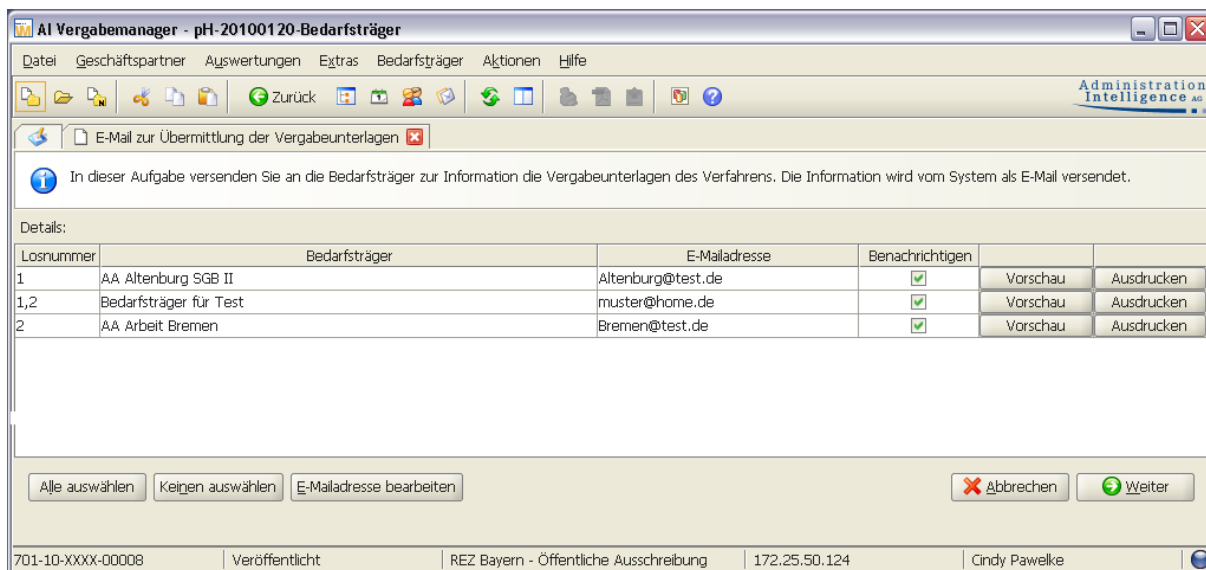 AI Vergabemanager - pH-20100120-Bedarfsträger
Datei Geschäftspartner Auswertungen Extras Bedarfsträger Aktionen Hilfe
Zurück
Administration
Intelligence AG
E-Mail zur Übermittlung der Vergabeunterlagen
In dieser Aufgabe versenden Sie an die Bedarfsträger zur Information die Vergabeunterlagen des Verfahrens. Die Information wird vom System als E-Mail versendet.
Details:
Losnummer Bedarfsträger E-Mailadresse Benachrichtigen
1 AA Altenburg SGB II Altenburg@test.de Vorschau Ausdrucken
1,2 Bedarfsträger für Test muster@home.de Vorschau Ausdrucken
2 AA Arbeit Bremen Bremen@test.de Vorschau Ausdrucken
Alle auswählen Keinen auswählen E-Mailadresse bearbeiten Abbrechen Weiter
701-10-XXXX-00008 Veröffentlicht REZ Bayern - Öffentliche Ausschreibung 172.25.50.124 Cindy Pawelke